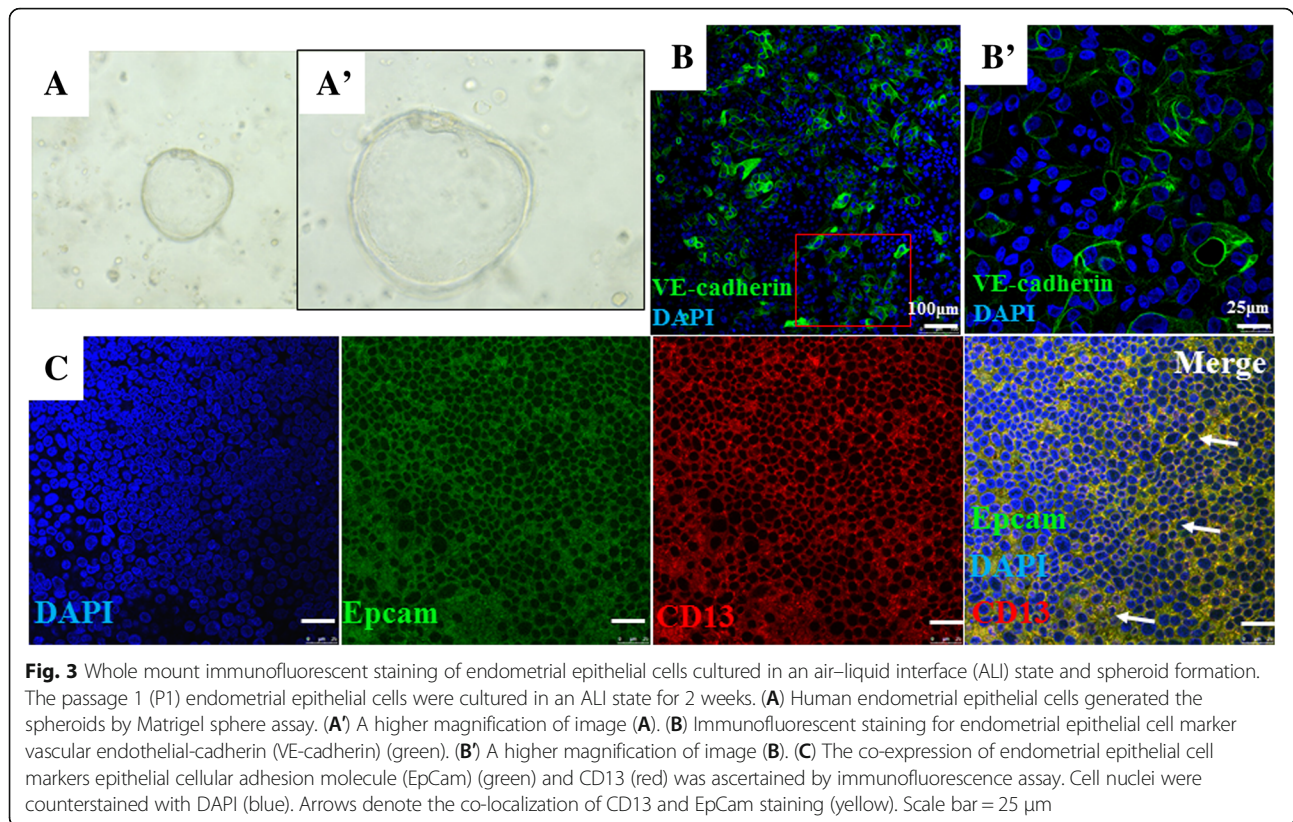 A
A’
B
B’
VE-cadherin
DAPI
100µm
VE-cadherin
DAPI
25µm
C
DAPI
Epcam
CD13
Merge
Epcam
DAPI
CD13
Fig. 3 Whole mount immunofluorescent staining of endometrial epithelial cells cultured in an air–liquid interface (ALI) state and spheroid formation.
The passage 1 (P1) endometrial epithelial cells were cultured in an ALI state for 2 weeks. (A) Human endometrial epithelial cells generated the
spheroids by Matrigel sphere assay. (A′) A higher magnification of image (A). (B) Immunofluorescent staining for endometrial epithelial cell marker
vascular endothelial-cadherin (VE-cadherin) (green). (B′) A higher magnification of image (B). (C) The co-expression of endometrial epithelial cell
markers epithelial cellular adhesion molecule (EpCam) (green) and CD13 (red) was ascertained by immunofluorescence assay. Cell nuclei were
counterstained with DAPI (blue). Arrows denote the co-localization of CD13 and EpCam staining (yellow). Scale bar = 25 µm